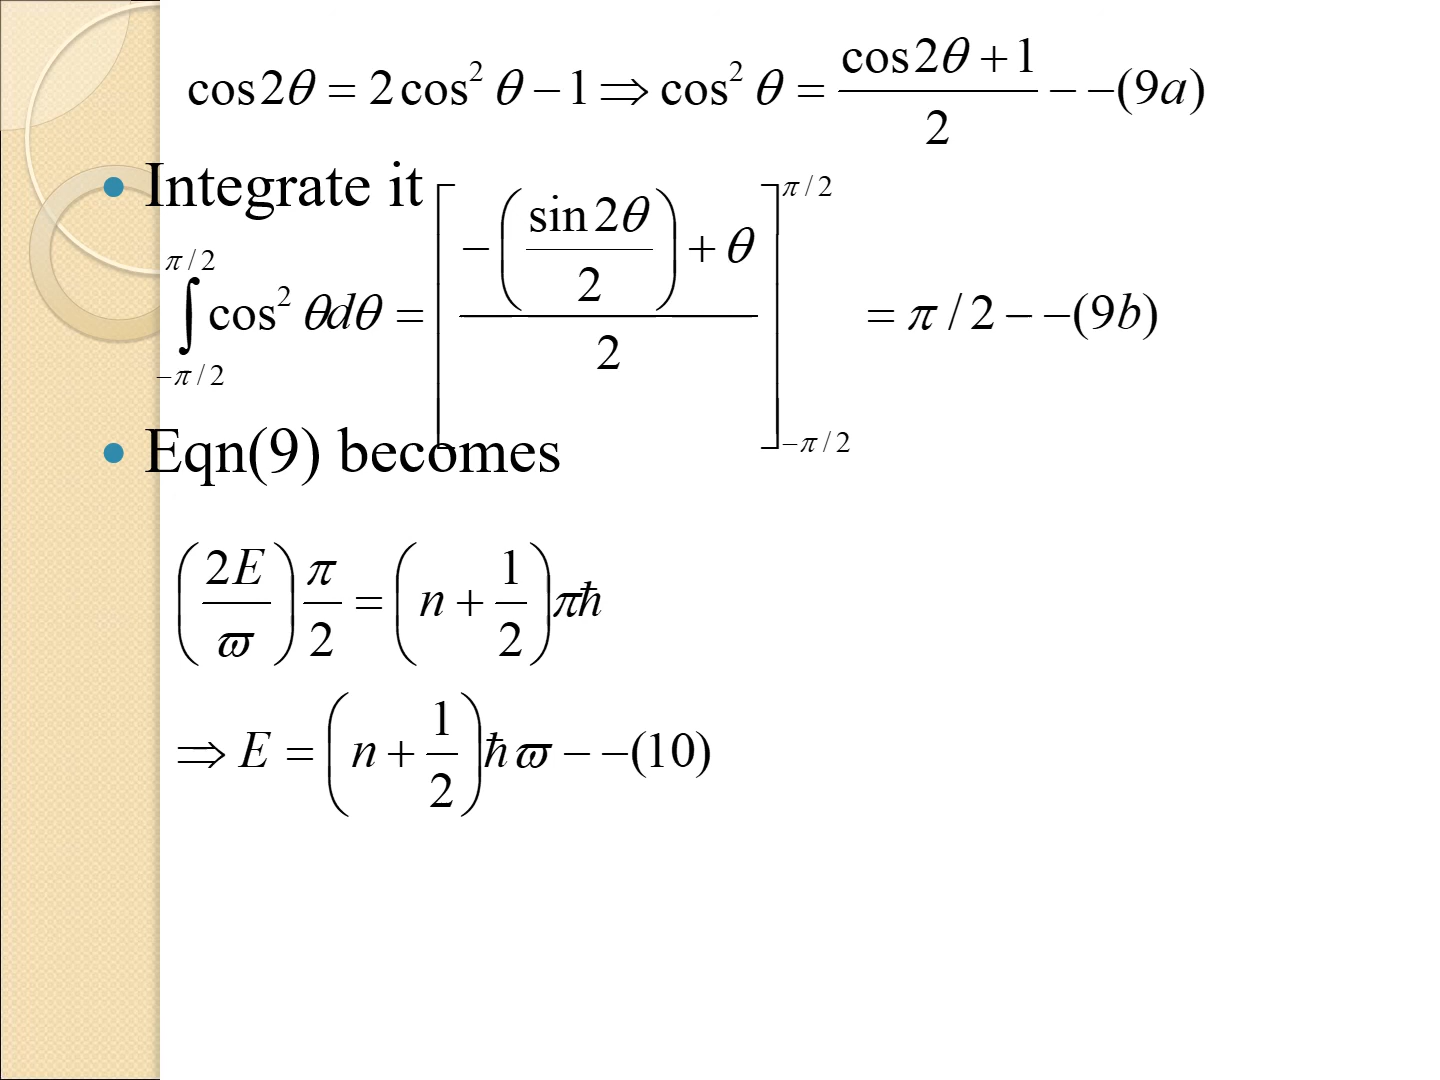 cos2θ = 2cos² θ − 1 ⇒ cos² θ = (cos2θ + 1)/2 − −(9a)
• Integrate it
∫_{−π/2}^{π/2} cos² θdθ = [(−(sin2θ/2) + θ)/2]_{−π/2}^{π/2} = π/2 − −(9b)
• Eqn(9) becomes
(2E/ϖ) π/2 = (n + 1/2)πħ
⇒ E = (n + 1/2)ħϖ − −(10)